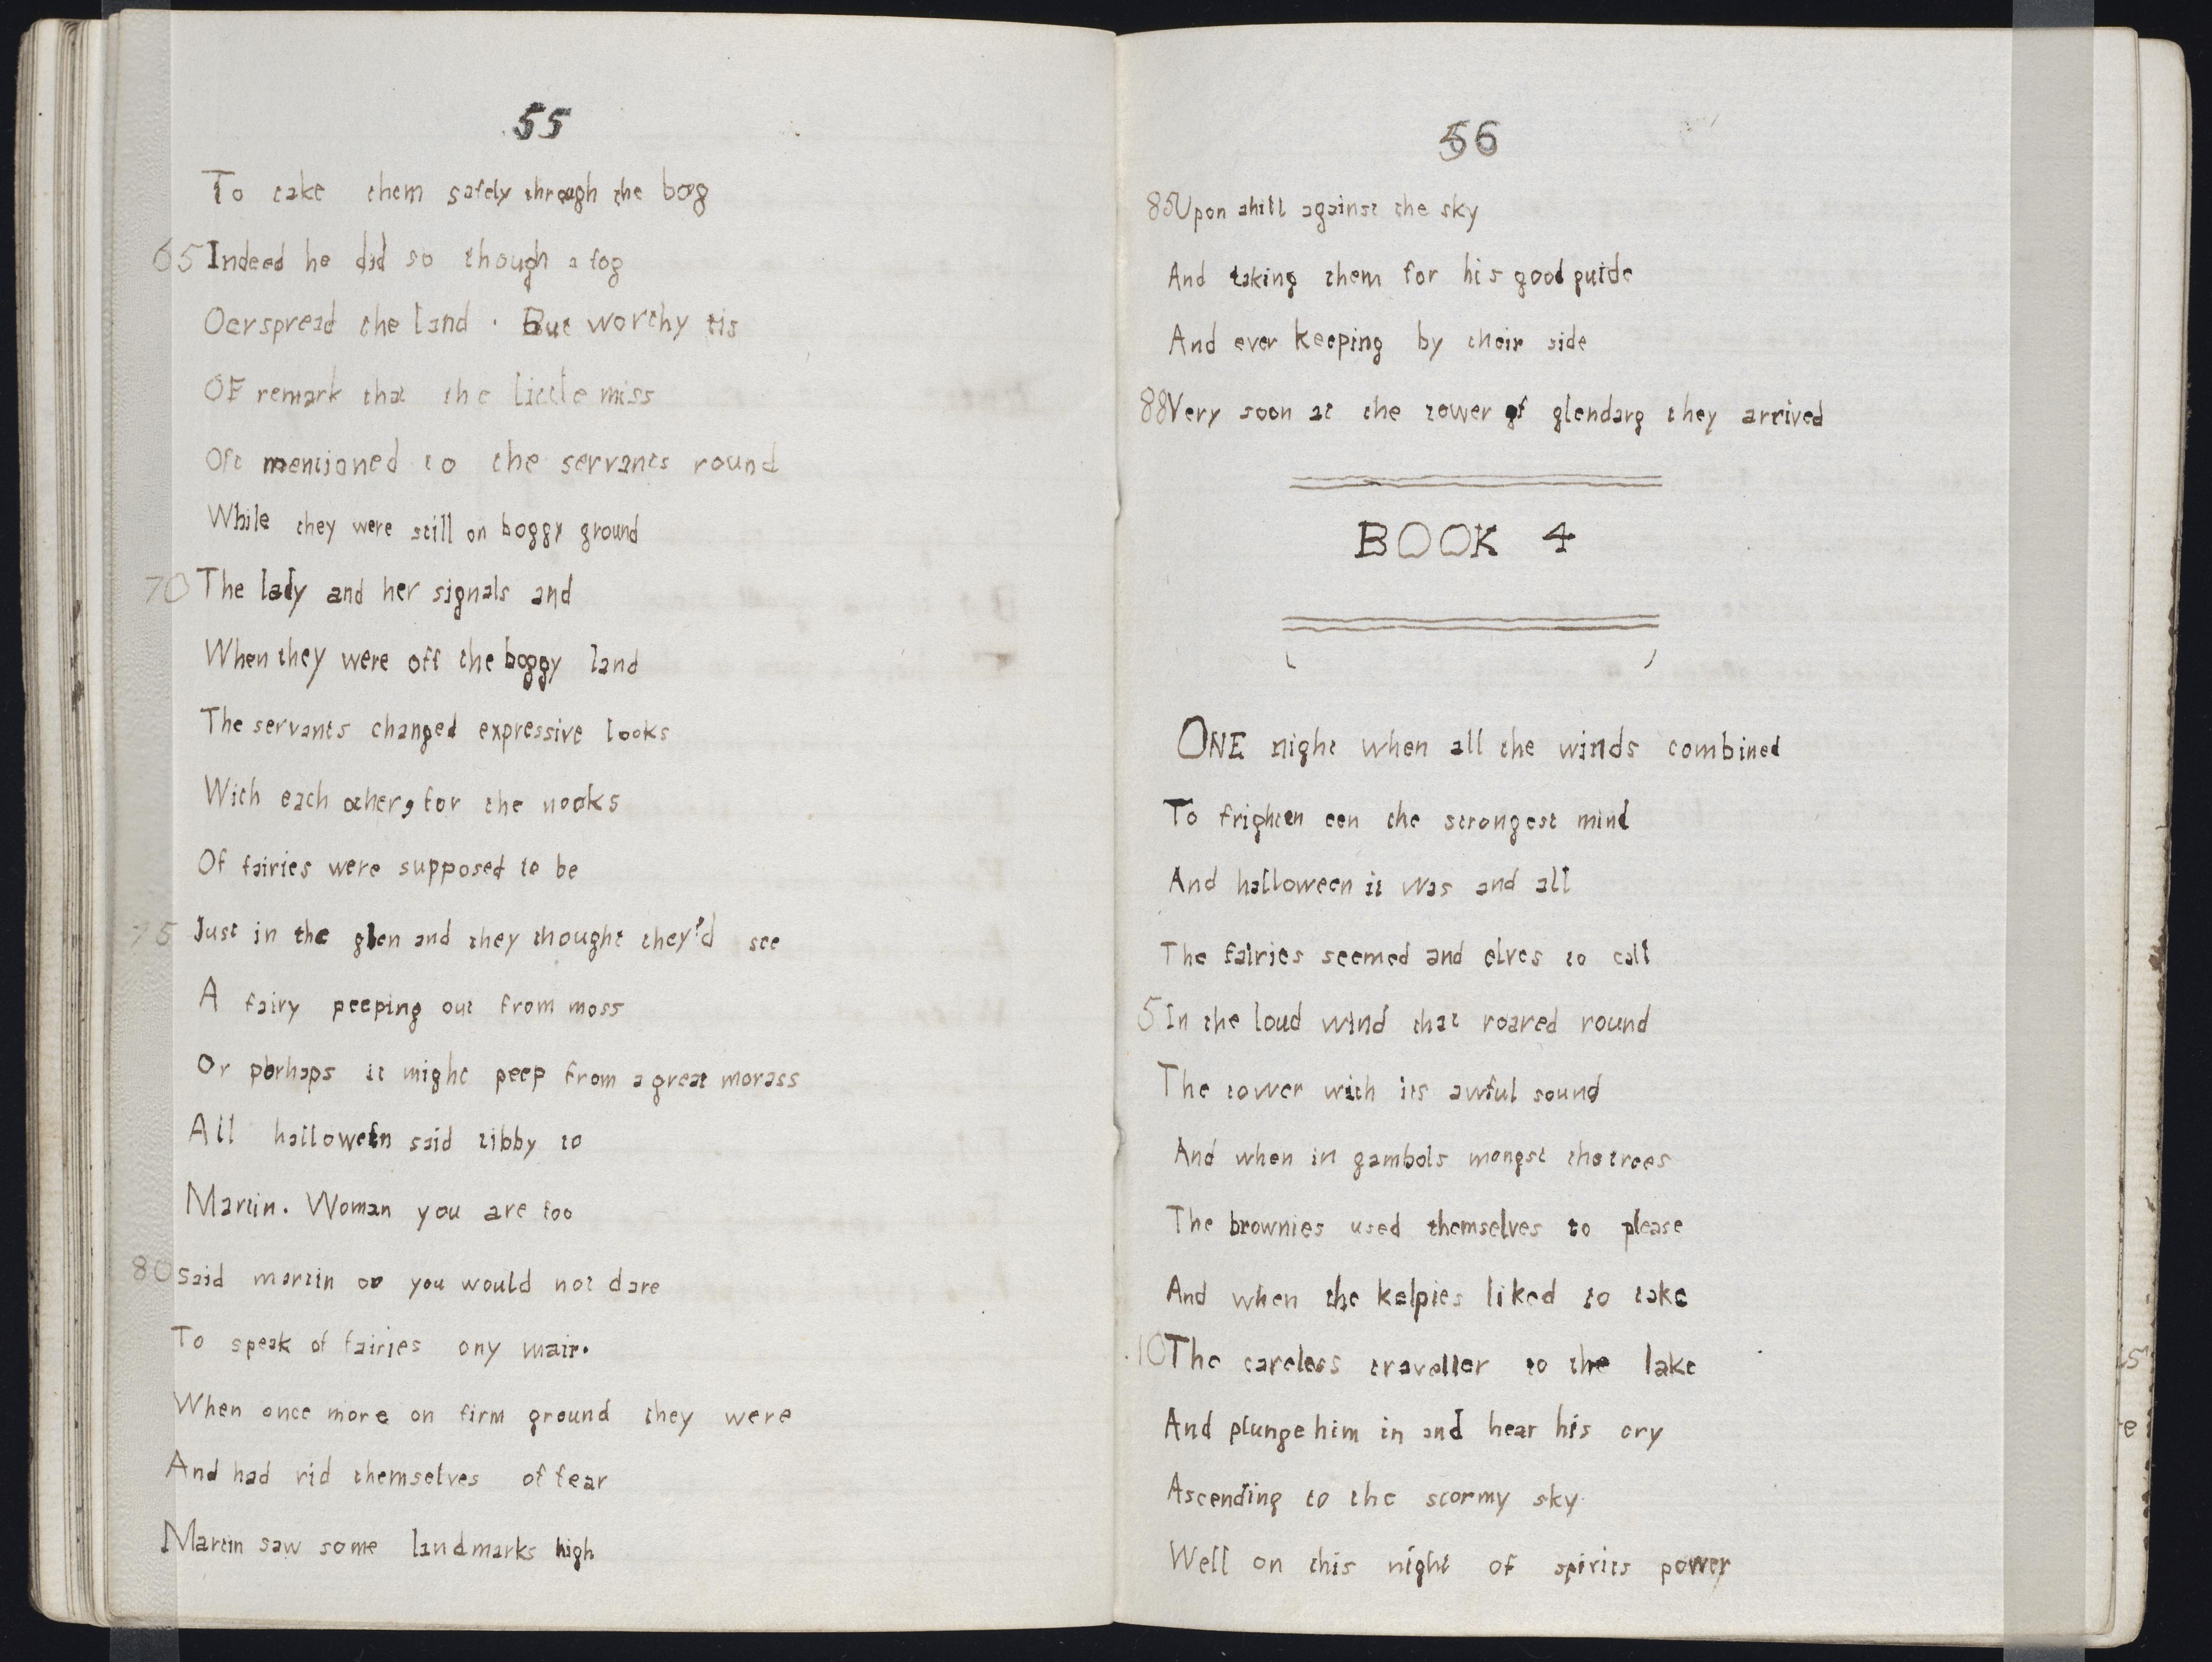 55
To take them safely through the bog
65 Indeed he did so though a fog
Oerspread the land. But worthy tis
OF remark that the little miss
Oft mentioned to the servants round
While they were still on boggy ground
70 The lady and her signals and
When they were off the boggy land
The servants changed expressive looks
With each other, for the nooks
Of fairies were supposed to be
75 Just in the glen and they thought they'd see
A fairy peeping out from moss
Or perhaps it might peep from a great morass
All halloween said tibby to
Martin. Woman you are too
80 said martin or you would not dare
To speak of fairies ony mair.
When once more on firm ground they were
And had rid themselves of fear
Martin saw some landmarks high
56
85 Upon a hill against the sky
And taking them for his good guide
And ever keeping by their side
88 Very soon at the tower of glendarg they arrived
BOOK 4
ONE night when all the winds combined
To frighten een the strongest mind
And halloween it was and all
The fairies seemed and elves to call
5 In the loud wind that roared round
The tower with its awful sound
And when in gambols mongst the trees
The brownies used themselves to please
And when the kelpies liked to take
10 The careless traveller to the lake
And plunge him in and hear his cry
Ascending to the stormy sky
Well on this night of spirits power